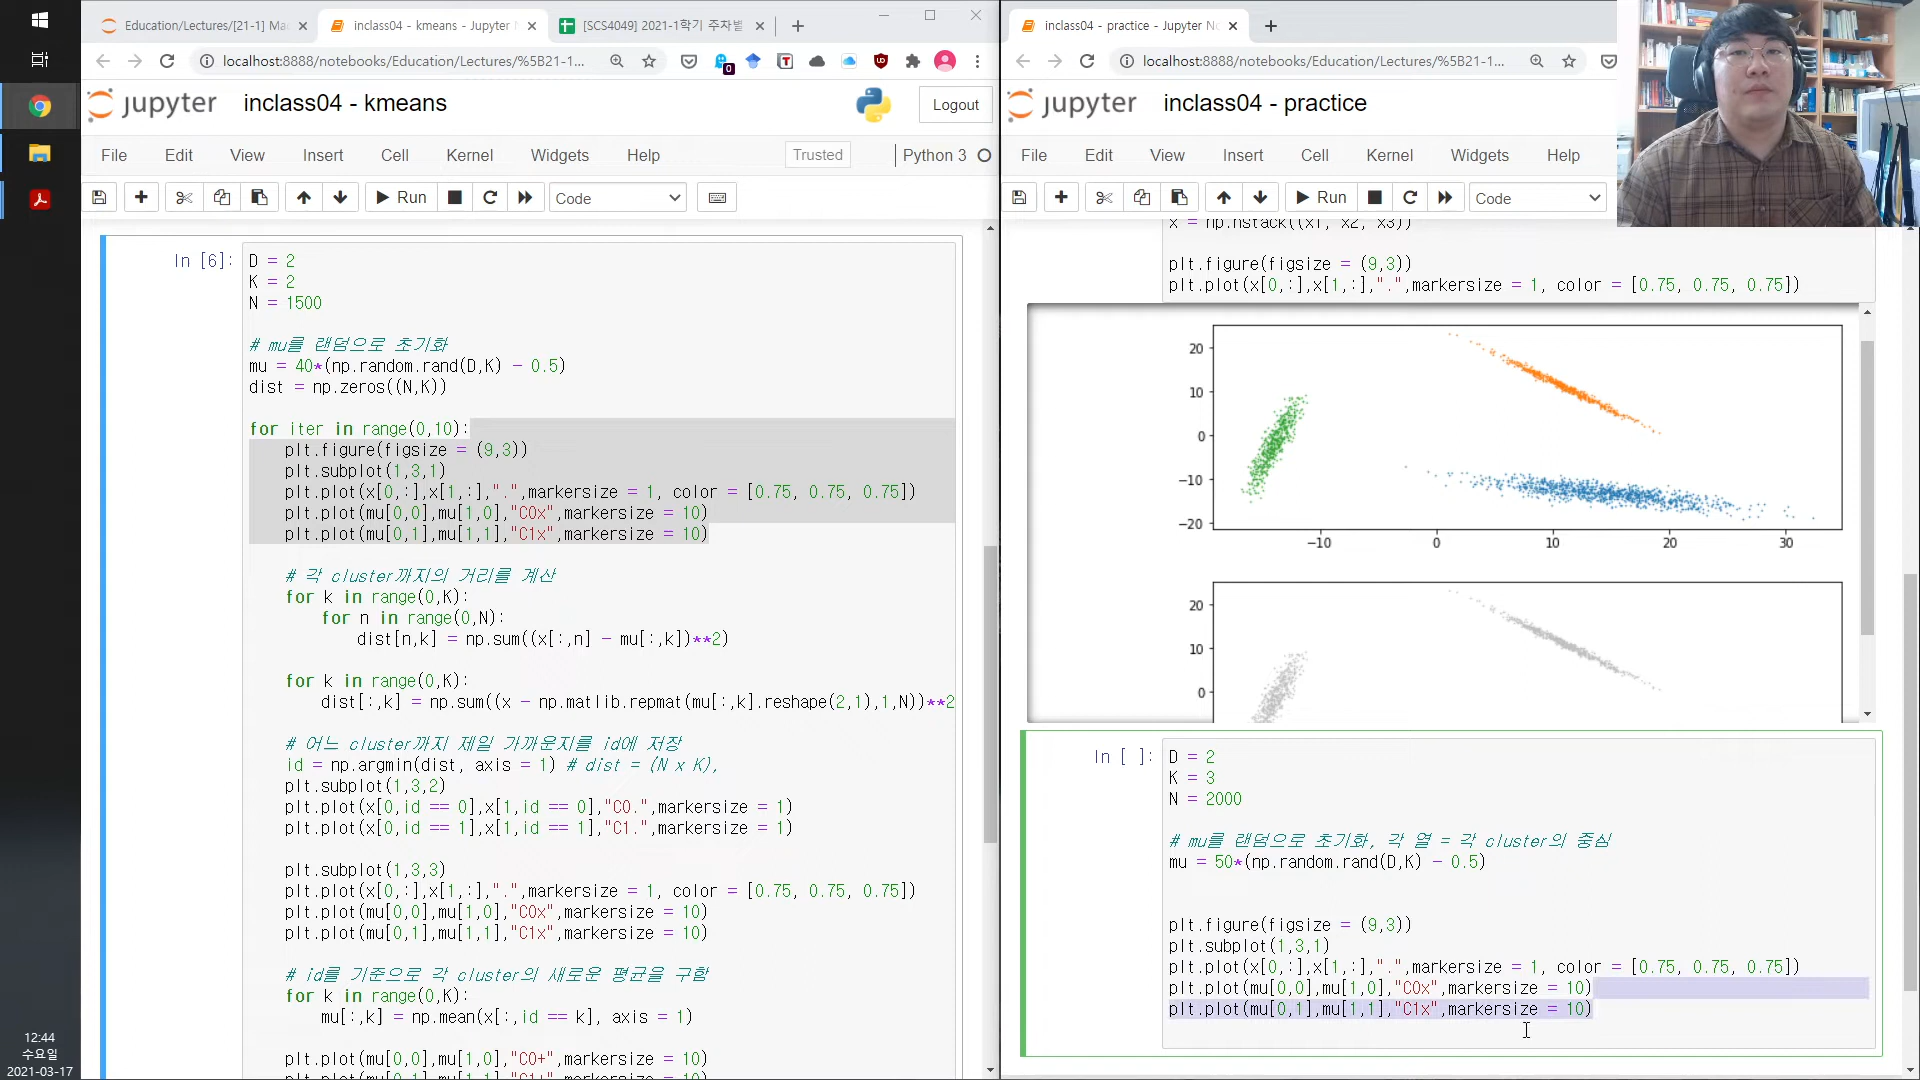 Education/Lectures/[21-1] Ma
inclass04 - kmeans - Jupyter N
[SCS4049] 2021-1학기 주차별
inclass04 - practice - Jupyter No
localhost:8888/notebooks/Education/Lectures/%5B21-1...
localhost:8888/notebooks/Education/Lectures/%5B21-1...
jupyter inclass04 - kmeans
Logout
jupyter inclass04 - practice
File Edit View Insert Cell Kernel Widgets Help
Trusted
Python 3
File Edit View Insert Cell Kernel Widgets Help
Run
Code
Run
Code
In [6]:
D = 2
K = 2
N = 1500
# mu를 랜덤으로 초기화
mu = 40*(np.random.rand(D,K) - 0.5)
dist = np.zeros((N,K))
for iter in range(0,10):
plt.figure(figsize = (9,3))
plt.subplot(1,3,1)
plt.plot(x[0,:],x[1,:],".",markersize = 1, color = [0.75, 0.75, 0.75])
plt.plot(mu[0,0],mu[1,0],"C0x",markersize = 10)
plt.plot(mu[0,1],mu[1,1],"C1x",markersize = 10)
# 각 cluster까지의 거리를 계산
for k in range(0,K):
for n in range(0,N):
dist[n,k] = np.sum((x[:,n] - mu[:,k])**2)
for k in range(0,K):
dist[:,k] = np.sum((x - np.matlib.repmat(mu[:,k].reshape(2,1),1,N))**2
# 어느 cluster까지 제일 가까운지를 id에 저장
id = np.argmin(dist, axis = 1) # dist = (N x K),
plt.subplot(1,3,2)
plt.plot(x[0,id == 0],x[1,id == 0],"C0.",markersize = 1)
plt.plot(x[0,id == 1],x[1,id == 1],"C1.",markersize = 1)
plt.subplot(1,3,3)
plt.plot(x[0,:],x[1,:],".",markersize = 1, color = [0.75, 0.75, 0.75])
plt.plot(mu[0,0],mu[1,0],"C0x",markersize = 10)
plt.plot(mu[0,1],mu[1,1],"C1x",markersize = 10)
# id를 기준으로 각 cluster의 새로운 평균을 구함
for k in range(0,K):
mu[:,k] = np.mean(x[:,id == k], axis = 1)
plt.plot(mu[0,0],mu[1,0],"C0+",markersize = 10)
plt.plot(mu[0,1],mu[1,1],"C1+",markersize = 10)
x = np.hstack((x1, x2, x3))
plt.figure(figsize = (9,3))
plt.plot(x[0,:],x[1,:],".",markersize = 1, color = [0.75, 0.75, 0.75])
20
10
0
−10
−20
−10 0 10 20 30
20
10
0
In [ ]:
D = 2
K = 3
N = 2000
# mu를 랜덤으로 초기화, 각 열 = 각 cluster의 중심
mu = 50*(np.random.rand(D,K) - 0.5)
plt.figure(figsize = (9,3))
plt.subplot(1,3,1)
plt.plot(x[0,:],x[1,:],".",markersize = 1, color = [0.75, 0.75, 0.75])
plt.plot(mu[0,0],mu[1,0],"C0x",markersize = 10)
plt.plot(mu[0,1],mu[1,1],"C1x",markersize = 10)
12:44
수요일
2021-03-17